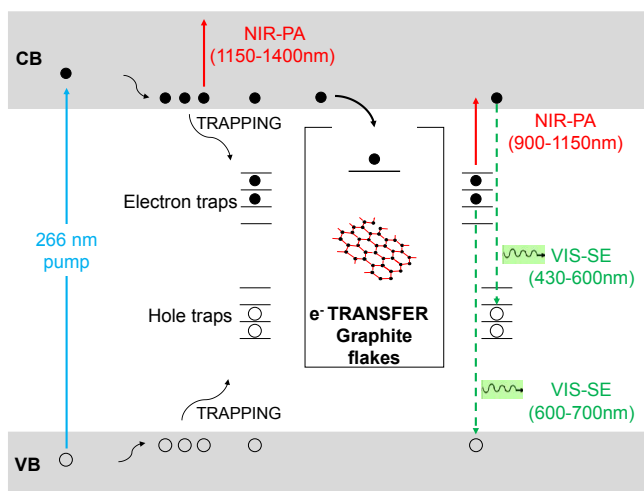 CB
NIR-PA
(1150-1400nm)
TRAPPING
NIR-PA
(900-1150nm)
Electron traps
266 nm
pump
VIS-SE
(430-600nm)
Hole traps
e- TRANSFER
Graphite
flakes
VIS-SE
(600-700nm)
TRAPPING
VB